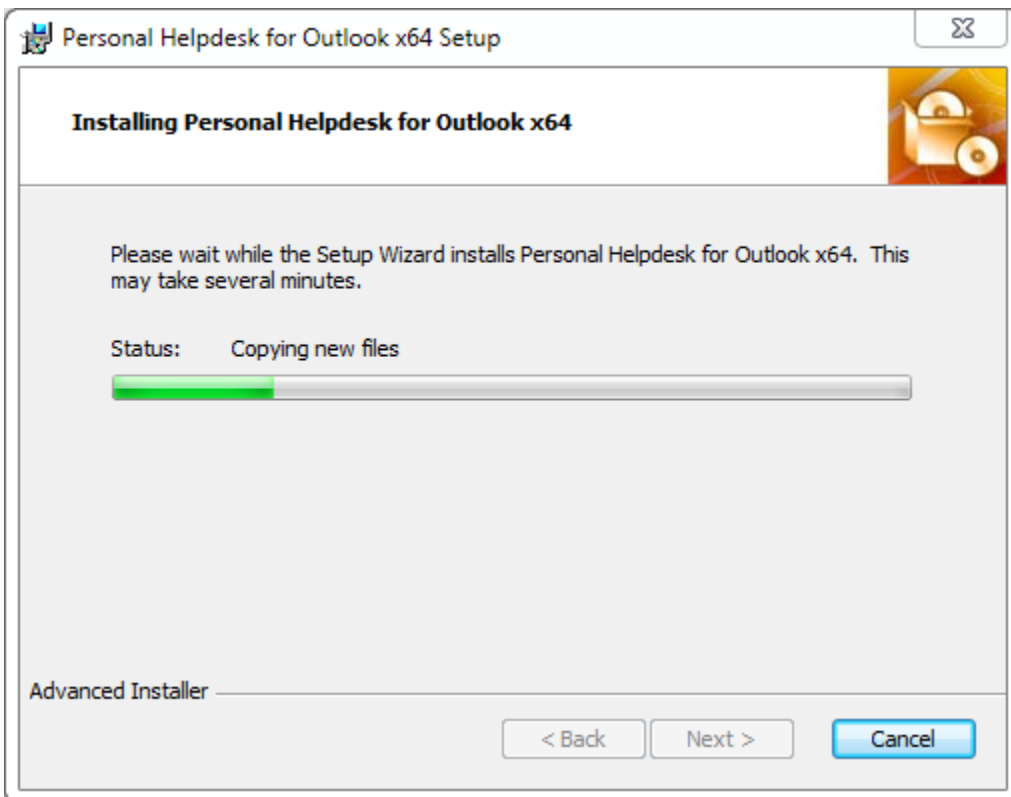 Personal Helpdesk for Outlook x64 Setup
Installing Personal Helpdesk for Outlook x64
Please wait while the Setup Wizard installs Personal Helpdesk for Outlook x64.  This
may take several minutes.
Status: Copying new files
Advanced Installer
< Back Next > Cancel